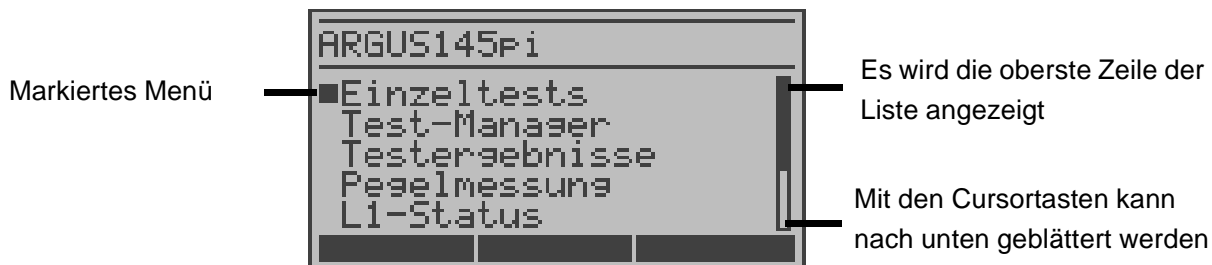 ARGUS145pi
Markiertes Menü
Einzeltests
Test-Manager
Testergebnisse
Pegelmessung
L1-Status
Es wird die oberste Zeile der
Liste angezeigt
Mit den Cursortasten kann
nach unten geblättert werden